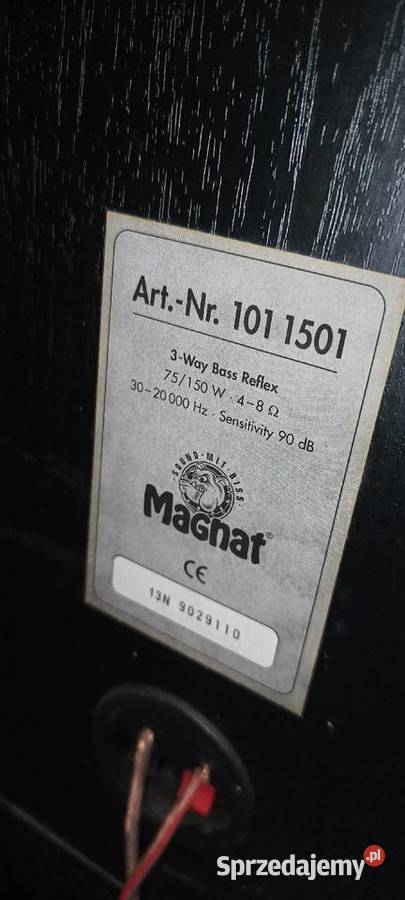 Art.-Nr. 101 1501
3-Way Bass Reflex
75/150 W · 4–8 Ω
30–20 000 Hz · Sensitivity 90 dB
·SOUND·MIT·BISS·
Magnat®
CE
13N 9029110
Sprzedajemy.pl